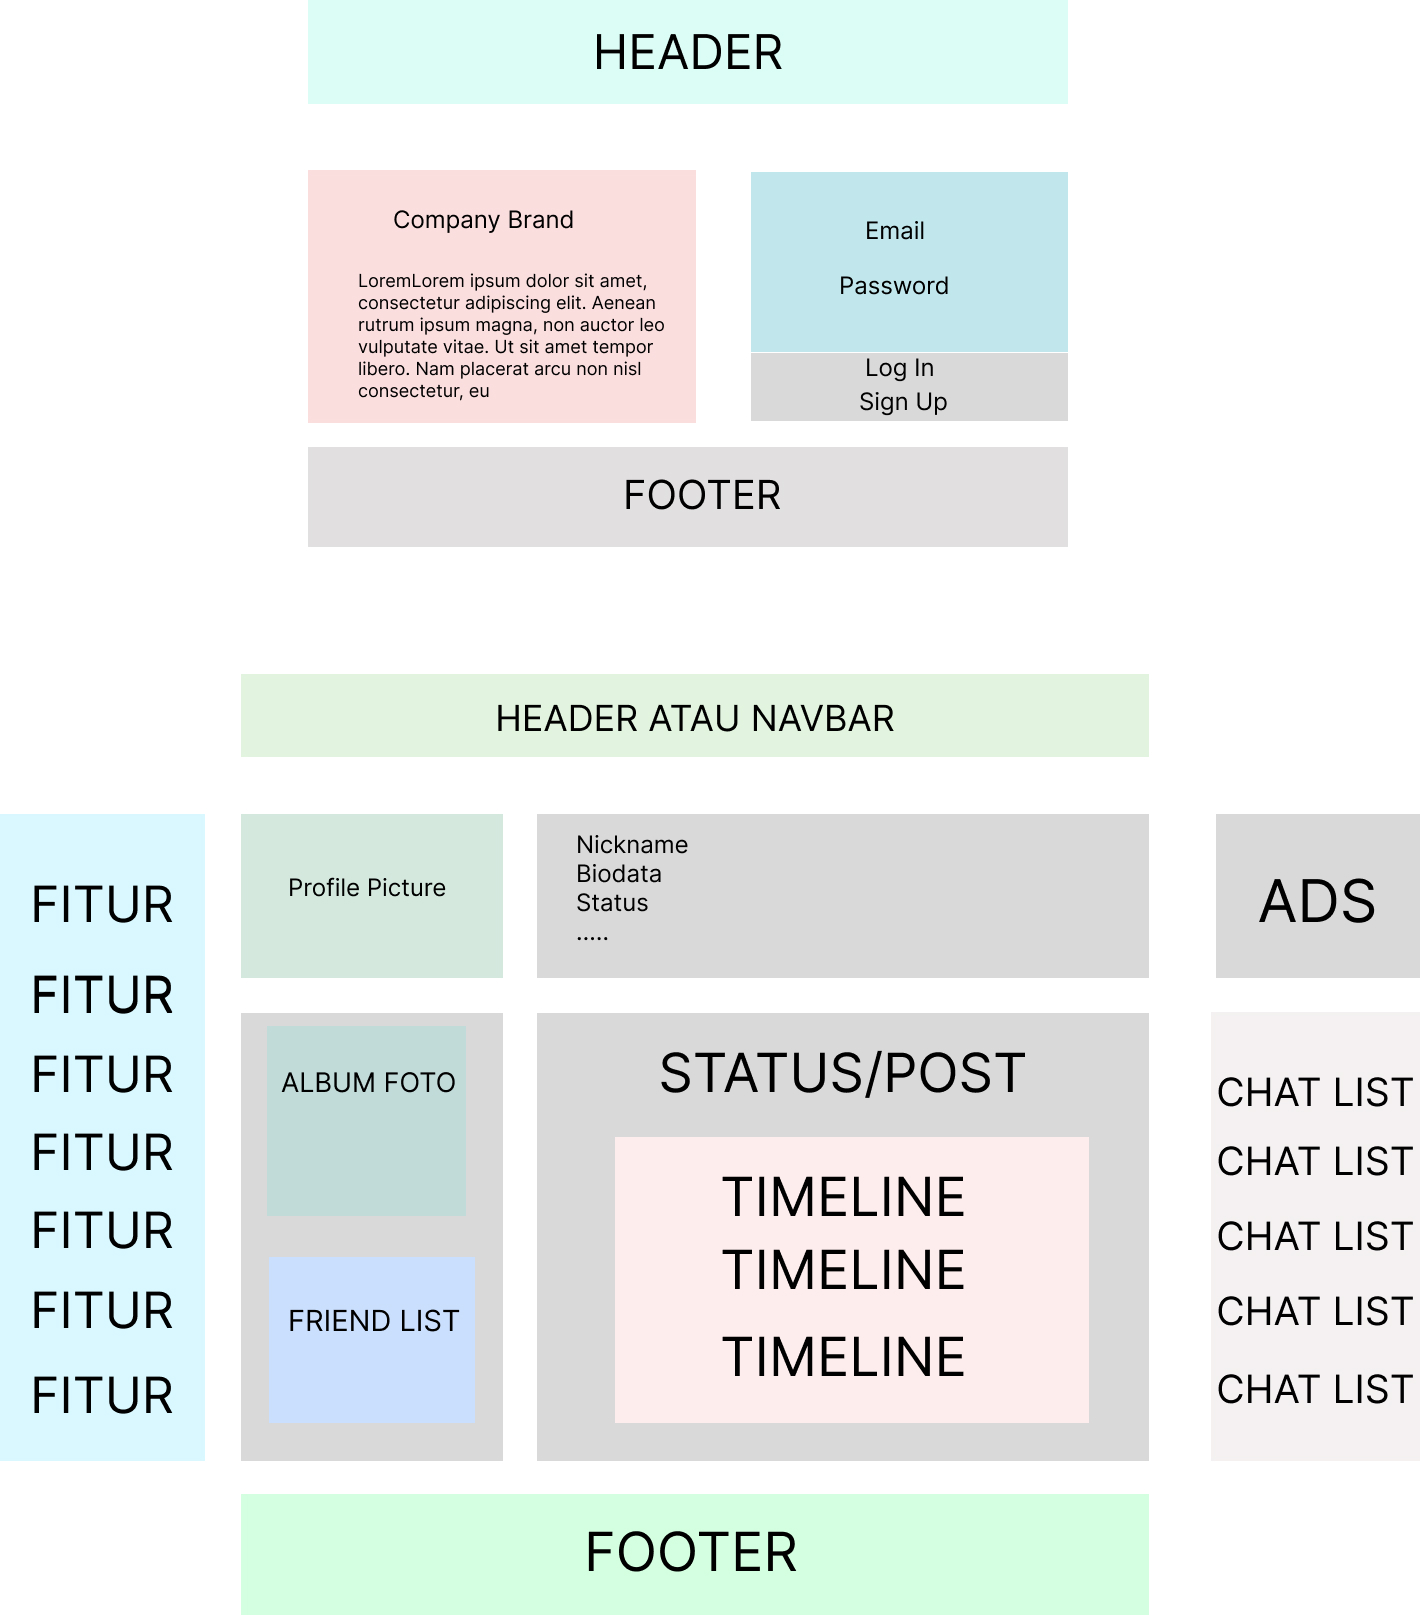 HEADER
Company Brand
LoremLorem ipsum dolor sit amet,
consectetur adipiscing elit. Aenean
rutrum ipsum magna, non auctor leo
vulputate vitae. Ut sit amet tempor
libero. Nam placerat arcu non nisl
consectetur, eu
Email
Password
Log In
Sign Up
FOOTER
HEADER ATAU NAVBAR
FITUR
FITUR
FITUR
FITUR
FITUR
FITUR
FITUR
Profile Picture
Nickname
Biodata
Status
.....
ALBUM FOTO
FRIEND LIST
STATUS/POST
TIMELINE
TIMELINE
TIMELINE
ADS
CHAT LIST
CHAT LIST
CHAT LIST
CHAT LIST
CHAT LIST
FOOTER